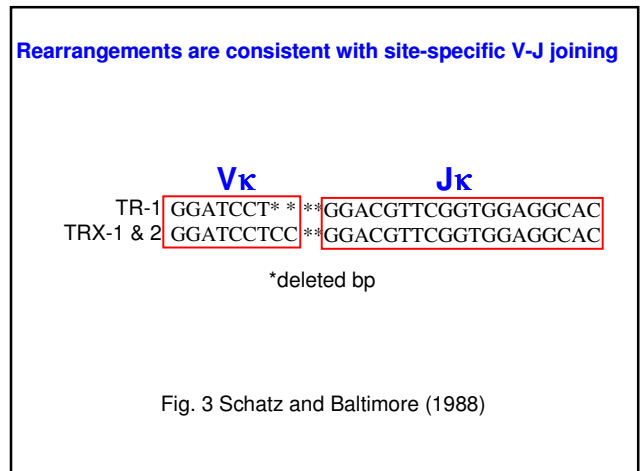 Rearrangements are consistent with site-specific V-J joining
Vκ Jκ
TR-1 GGATCCT* * **GGACGTTCGGTGGAGGCAC
TRX-1 & 2 GGATCCTCC **GGACGTTCGGTGGAGGCAC
*deleted bp
Fig. 3 Schatz and Baltimore (1988)